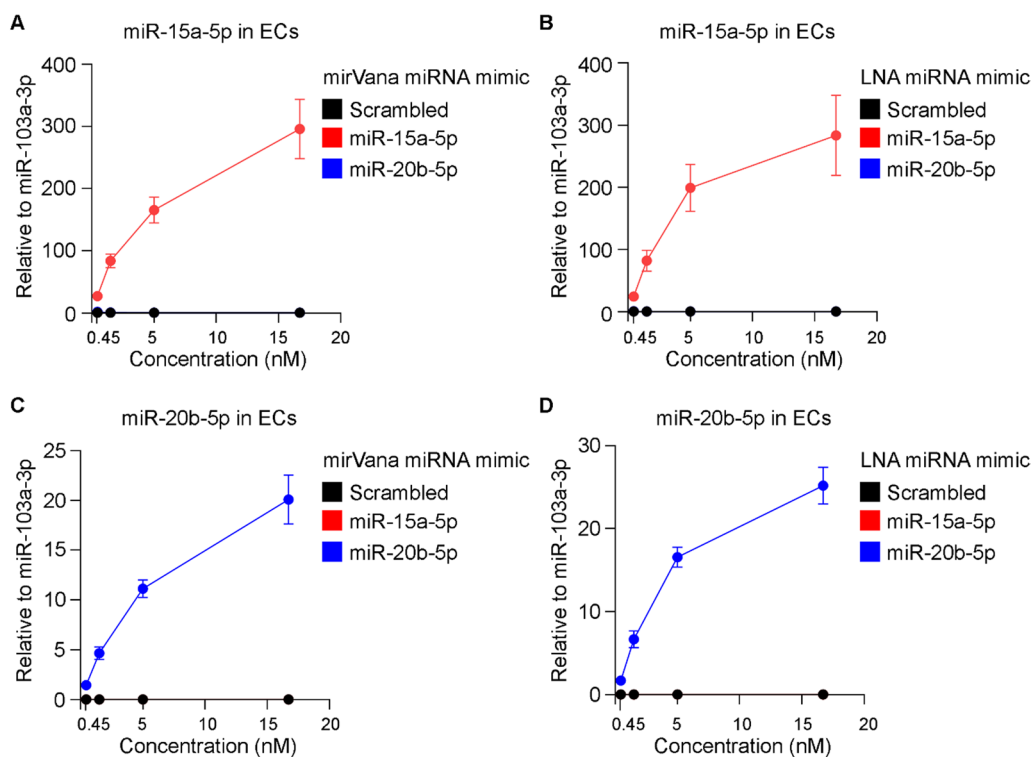 A
miR-15a-5p in ECs
Relative to miR-103a-3p
400
300
200
100
0
0.45
5
10
15
20
Concentration (nM)
mirVana miRNA mimic
Scrambled
miR-15a-5p
miR-20b-5p
B
miR-15a-5p in ECs
Relative to miR-103a-3p
400
300
200
100
0
0.45
5
10
15
20
Concentration (nM)
LNA miRNA mimic
Scrambled
miR-15a-5p
miR-20b-5p
C
miR-20b-5p in ECs
Relative to miR-103a-3p
25
20
15
10
5
0
0.45
5
10
15
20
Concentration (nM)
mirVana miRNA mimic
Scrambled
miR-15a-5p
miR-20b-5p
D
miR-20b-5p in ECs
Relative to miR-103a-3p
30
20
10
0
0.45
5
10
15
20
Concentration (nM)
LNA miRNA mimic
Scrambled
miR-15a-5p
miR-20b-5p